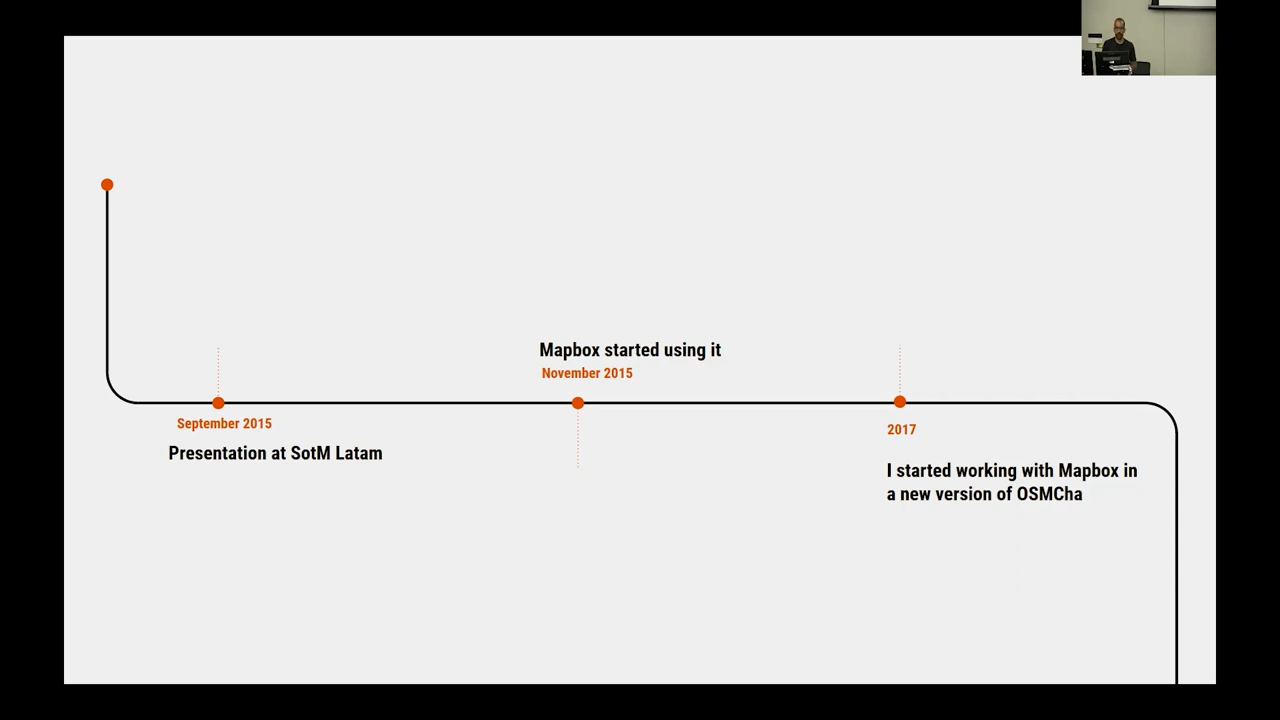 Mapbox started using it
November 2015
September 2015
Presentation at SotM Latam
2017
I started working with Mapbox in
a new version of OSMCha